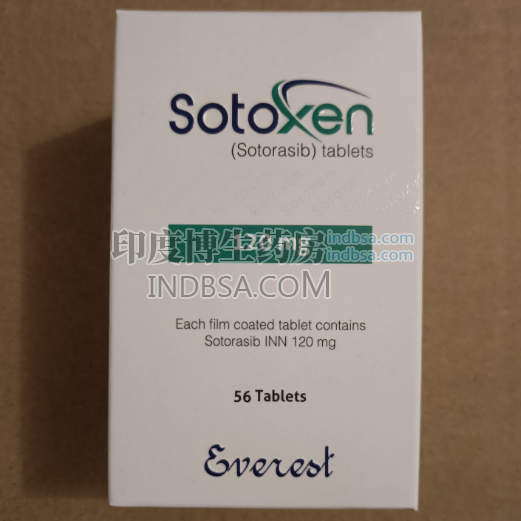 Sotoxen
(Sotorasib) tablets
120 mg
印度博生药房
indbsa.com
indbsa.com
INDBSA.COM
Each film coated tablet contains
Sotorasib INN 120 mg
56 Tablets
Everest